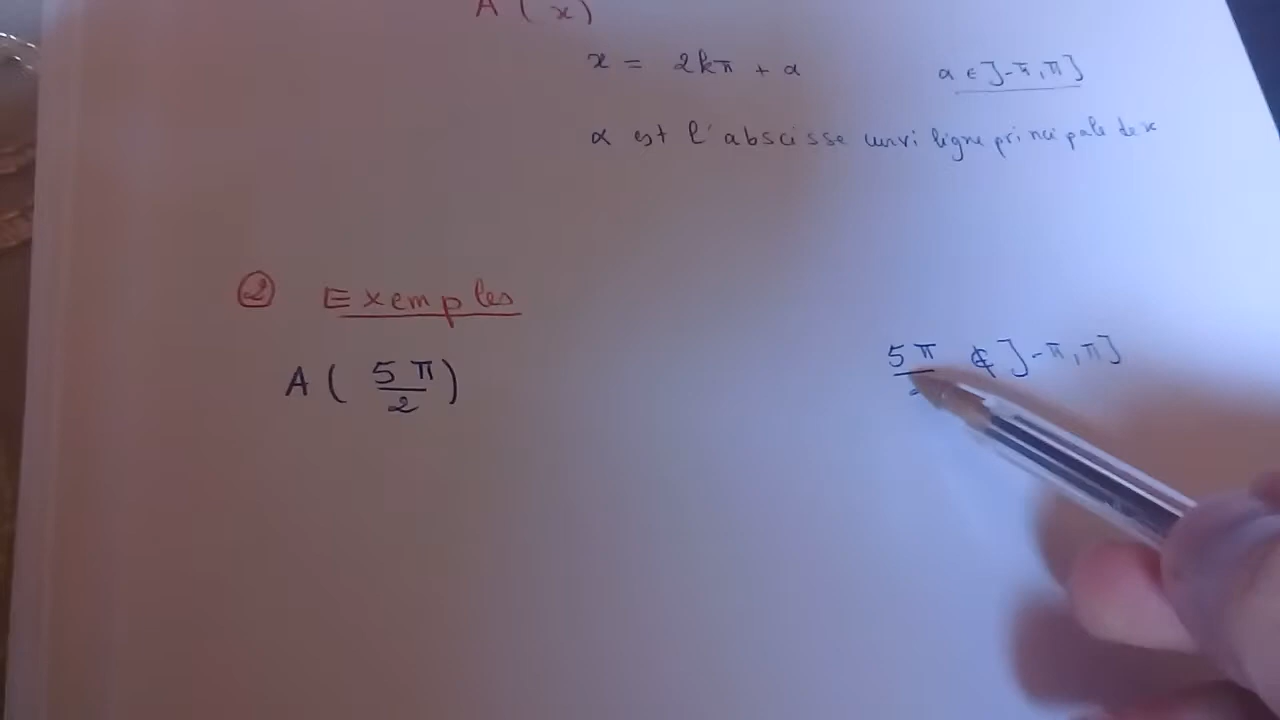 A ( x )
x = 2kπ + α α ∈ ]-π, π]
α est l'abscisse curviligne principale de x
② Exemples
A ( 5π/2 ) 5π/2 ∉ ]-π, π]